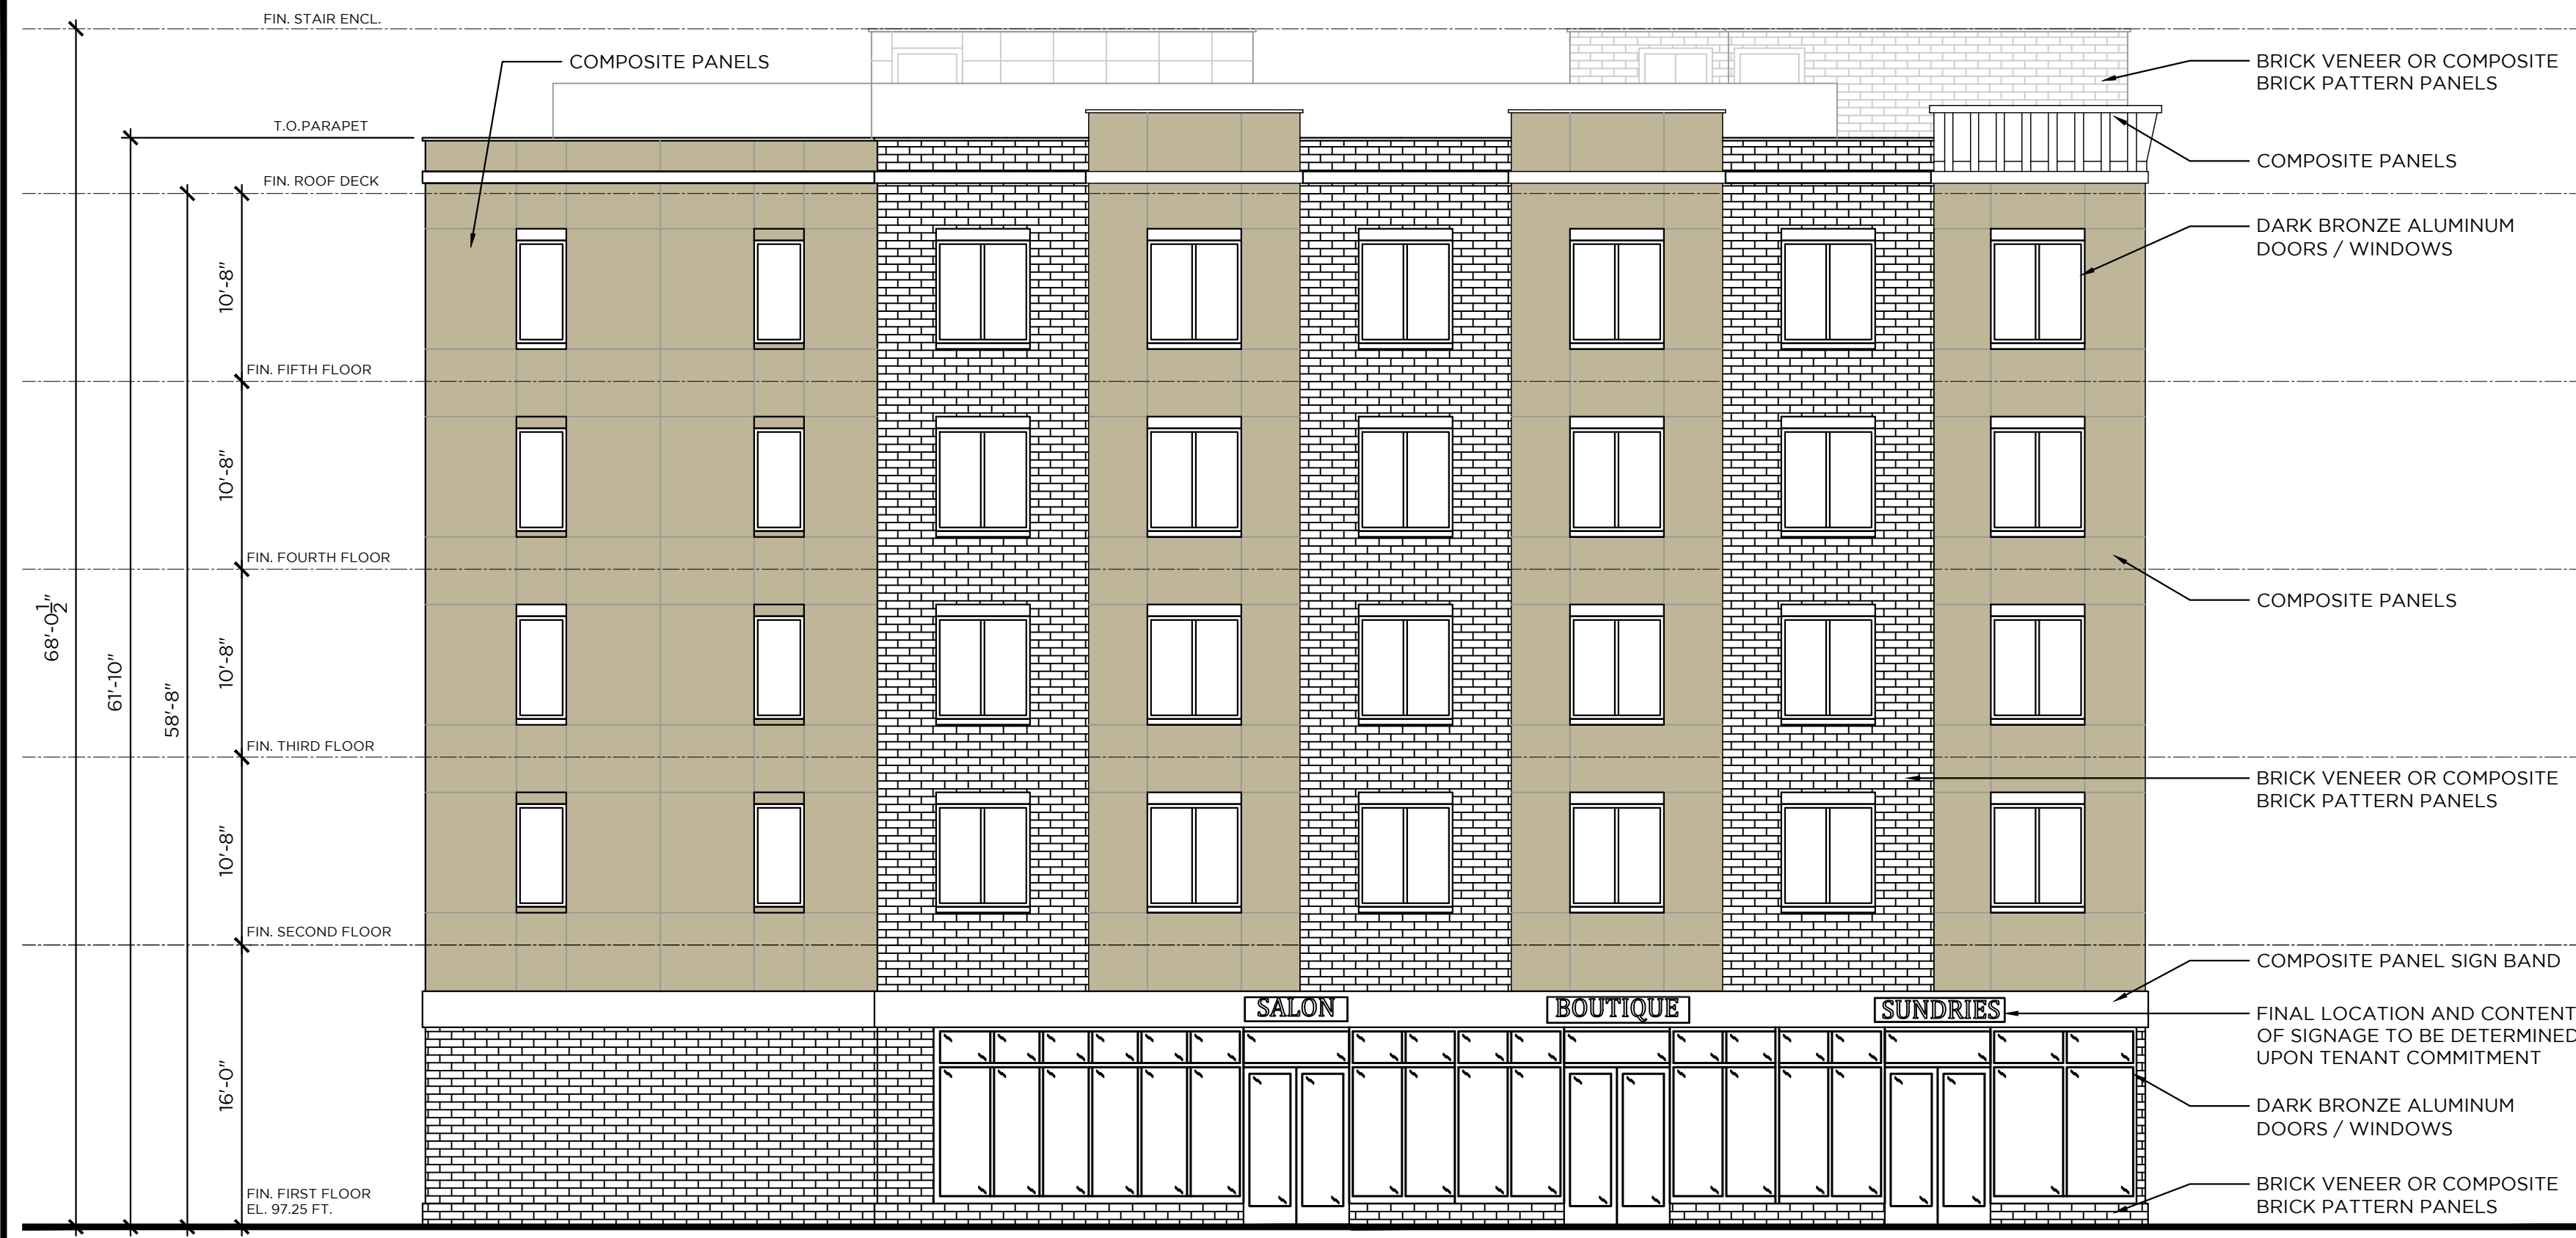 FIN. STAIR ENCL.
COMPOSITE PANELS
T.O.PARAPET
FIN. ROOF DECK
10'-8"
FIN. FIFTH FLOOR
10'-8"
FIN. FOURTH FLOOR
68'-0 1/2"
61'-10"
58'-8"
10'-8"
FIN. THIRD FLOOR
10'-8"
FIN. SECOND FLOOR
16'-0"
FIN. FIRST FLOOR
EL. 97.25 FT.
SALON
BOUTIQUE
SUNDRIES
BRICK VENEER OR COMPOSITE
BRICK PATTERN PANELS
COMPOSITE PANELS
DARK BRONZE ALUMINUM
DOORS / WINDOWS
COMPOSITE PANELS
BRICK VENEER OR COMPOSITE
BRICK PATTERN PANELS
COMPOSITE PANEL SIGN BAND
FINAL LOCATION AND CONTENT
OF SIGNAGE TO BE DETERMINED
UPON TENANT COMMITMENT
DARK BRONZE ALUMINUM
DOORS / WINDOWS
BRICK VENEER OR COMPOSITE
BRICK PATTERN PANELS